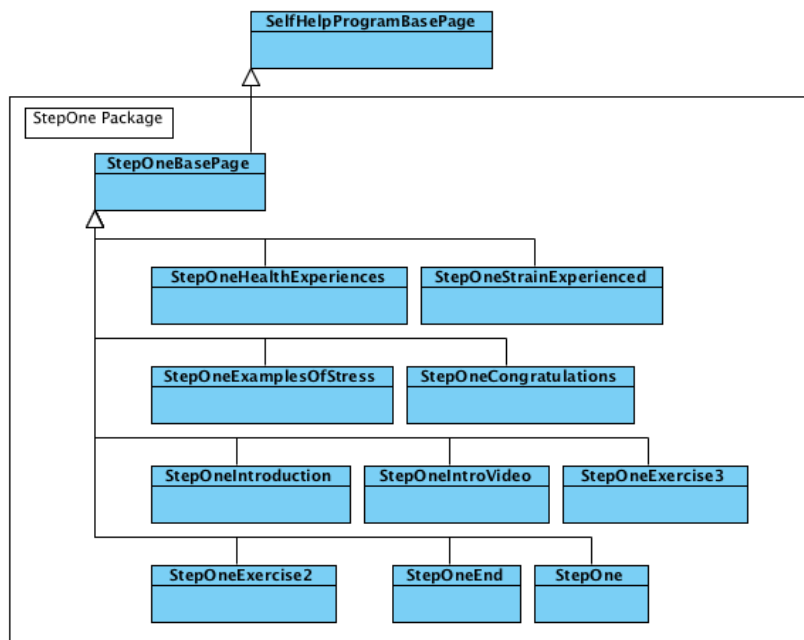 SelfHelpProgramBasePage
StepOne Package
StepOneBasePage
StepOneHealthExperiences
StepOneStrainExperienced
StepOneExamplesOfStress
StepOneCongratulations
StepOneIntroduction
StepOneIntroVideo
StepOneExercise3
StepOneExercise2
StepOneEnd
StepOne